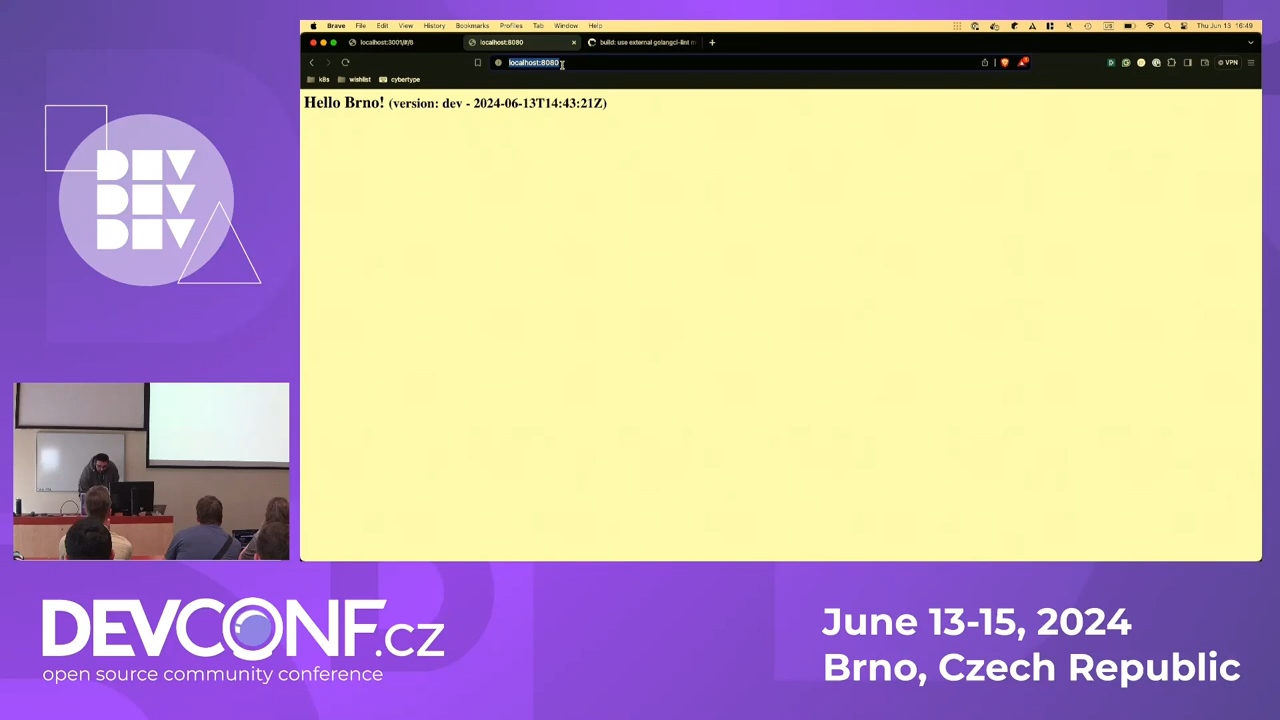 Brave File Edit View History Bookmarks Profiles Tab Window Help
US
Thu Jun 13 16:49
localhost:3001/#/8
localhost:8080
build: use external golangci-lint m
localhost:8080
VPN
k8s
wishlist
cybertype
Hello Brno! (version: dev - 2024-06-13T14:43:21Z)
DEV
DEV
DEV
DEVCONF.cz
open source community conference
June 13-15, 2024
Brno, Czech Republic